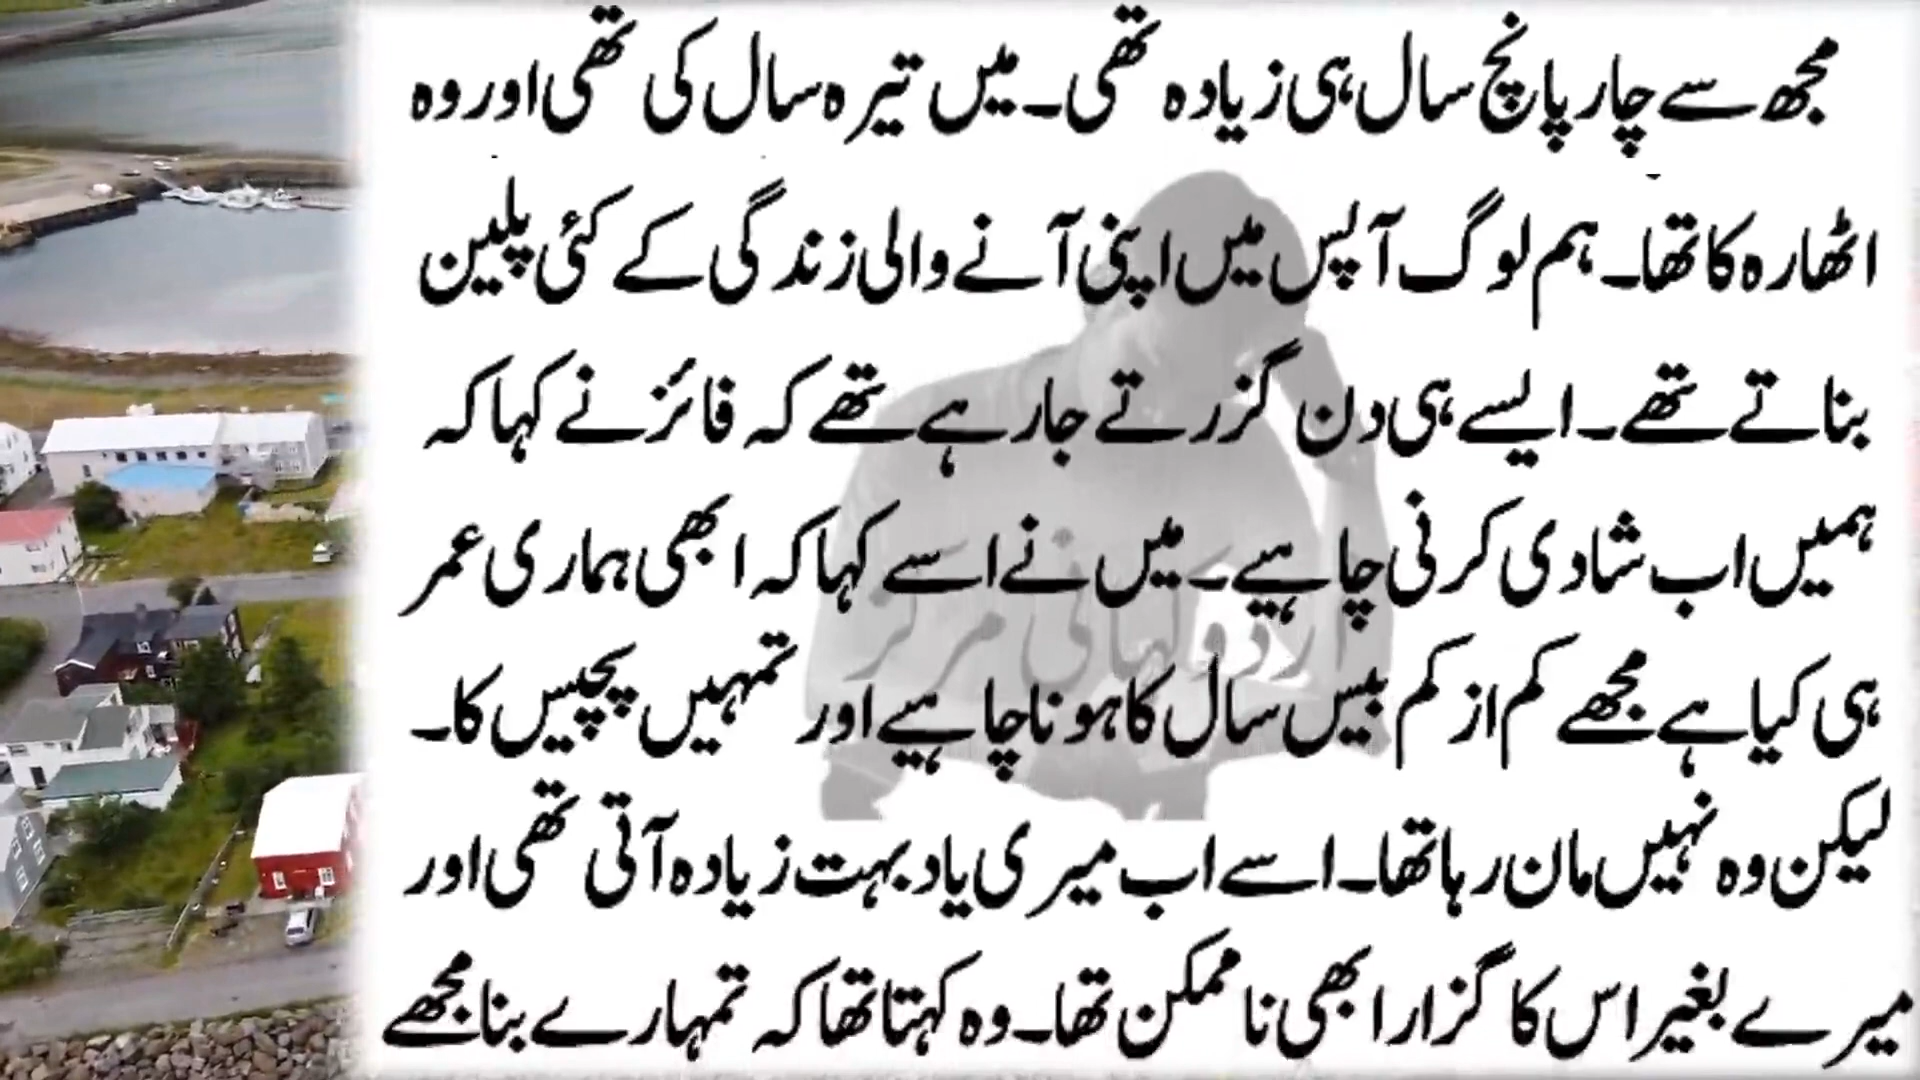 مجھ سے چار پانچ سال ہی زیادہ تھی۔ میں تیرہ سال کی تھی اور وہ
اٹھارہ کا تھا۔ ہم لوگ آپس میں اپنی آنے والی زندگی کے کئی پلین
بناتے تھے۔ ایسے ہی دن گزرتے جا رہے تھے کہ فائز نے کہا کہ
ہمیں اب شادی کرنی چاہیے۔ میں نے اسے کہا کہ ابھی ہماری عمر
ہی کیا ہے مجھے کم از کم بیس سال کا ہونا چاہیے اور تمہیں پچیس کا۔
لیکن وہ نہیں مان رہا تھا۔ اسے اب میری یاد بہت زیادہ آتی تھی اور
میرے بغیر اس کا گزارا بھی ناممکن تھا۔ وہ کہتا تھا کہ تمہارے بنا مجھے
اردو کہانی مرکز